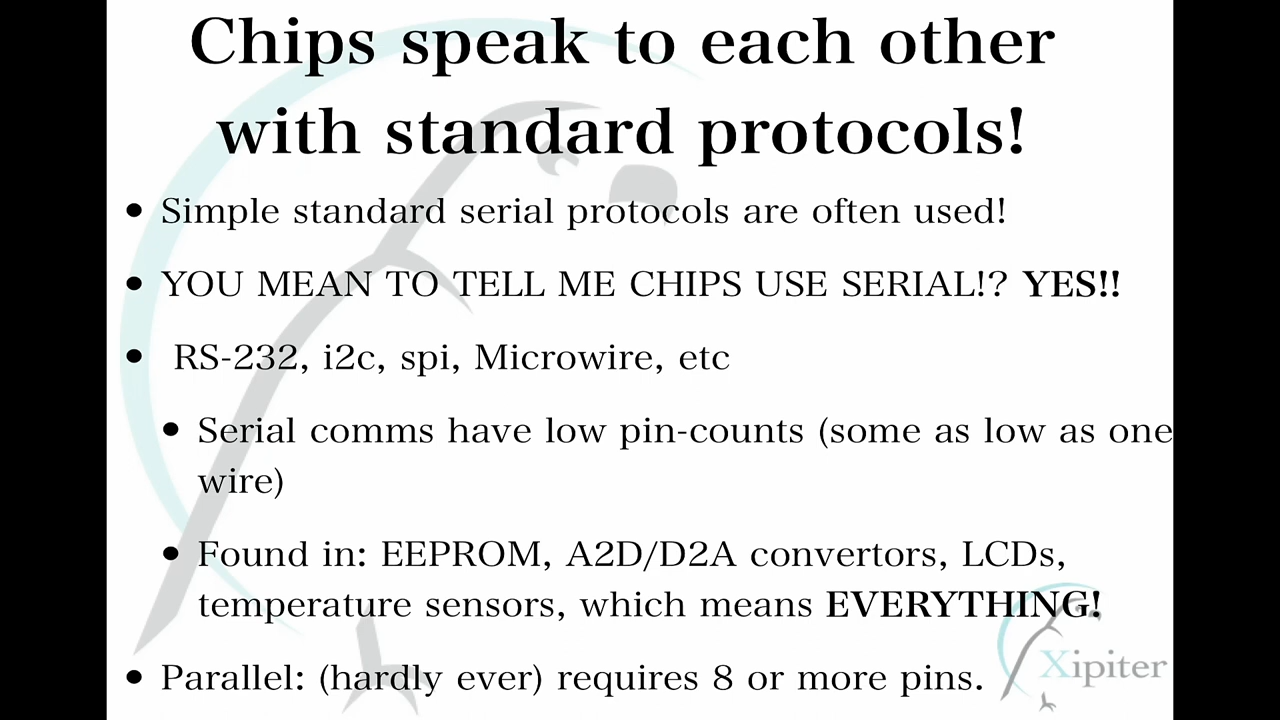 Chips speak to each other
with standard protocols!
• Simple standard serial protocols are often used!
• YOU MEAN TO TELL ME CHIPS USE SERIAL!? YES!!
• RS-232, i2c, spi, Microwire, etc
• Serial comms have low pin-counts (some as low as one
wire)
• Found in: EEPROM, A2D/D2A convertors, LCDs,
temperature sensors, which means EVERYTHING!
• Parallel: (hardly ever) requires 8 or more pins.
Xipiter